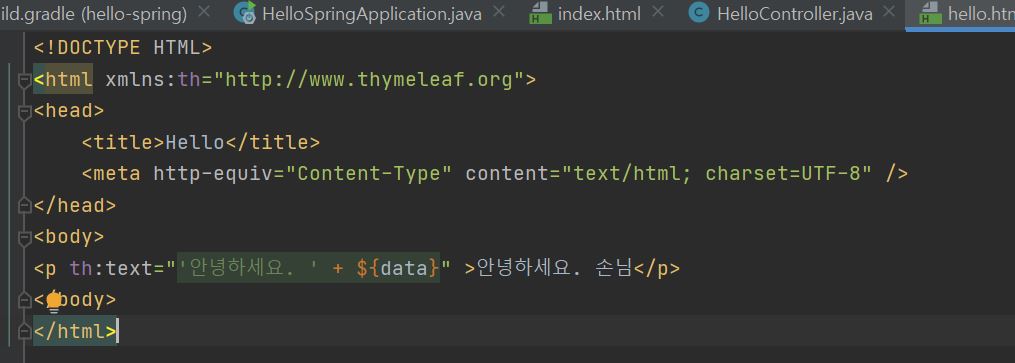 ild.gradle (hello-spring) HelloSpringApplication.java index.html HelloController.java hello.htm
<!DOCTYPE HTML>
<html xmlns:th="http://www.thymeleaf.org">
<head>
<title>Hello</title>
<meta http-equiv="Content-Type" content="text/html; charset=UTF-8" />
</head>
<body>
<p th:text="'안녕하세요. ' + ${data}" >안녕하세요. 손님</p>
</body>
</html>